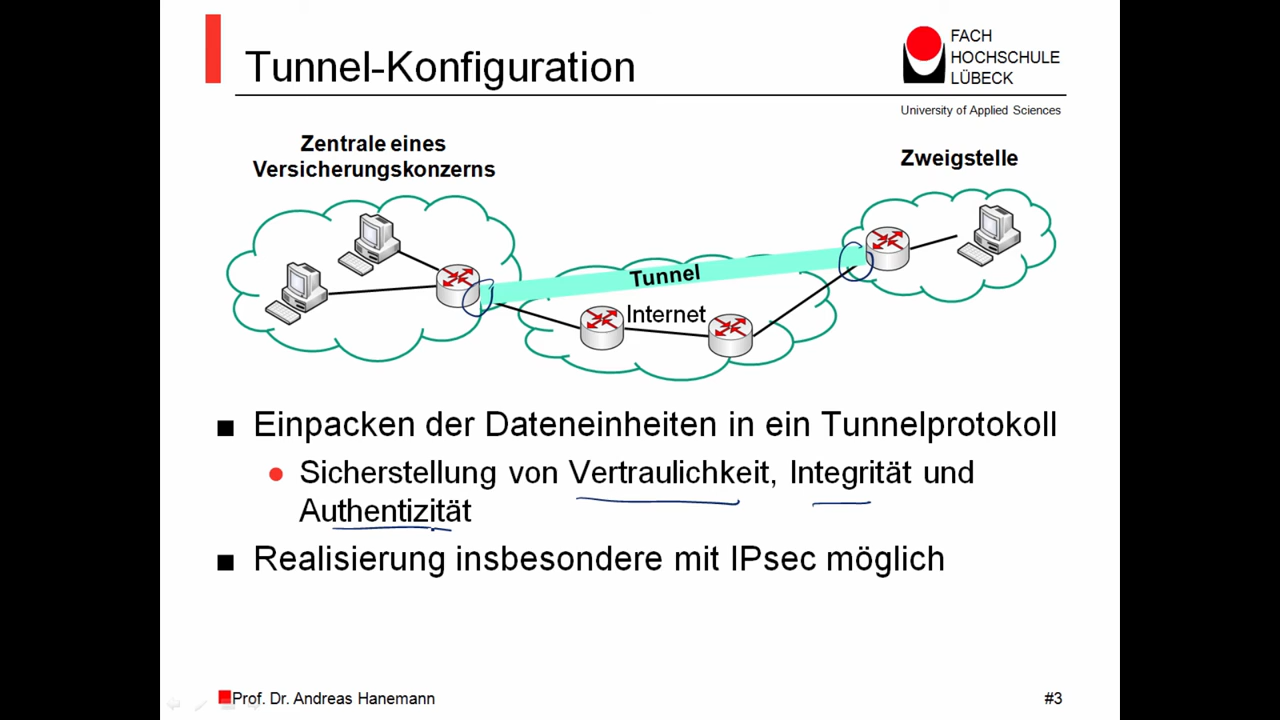 Tunnel-Konfiguration
FACH
HOCHSCHULE
LÜBECK
University of Applied Sciences
Zentrale eines
Versicherungskonzerns
Zweigstelle
Tunnel
Internet
Einpacken der Dateneinheiten in ein Tunnelprotokoll
Sicherstellung von Vertraulichkeit, Integrität und
Authentizität
Realisierung insbesondere mit IPsec möglich
Prof. Dr. Andreas Hanemann
#3